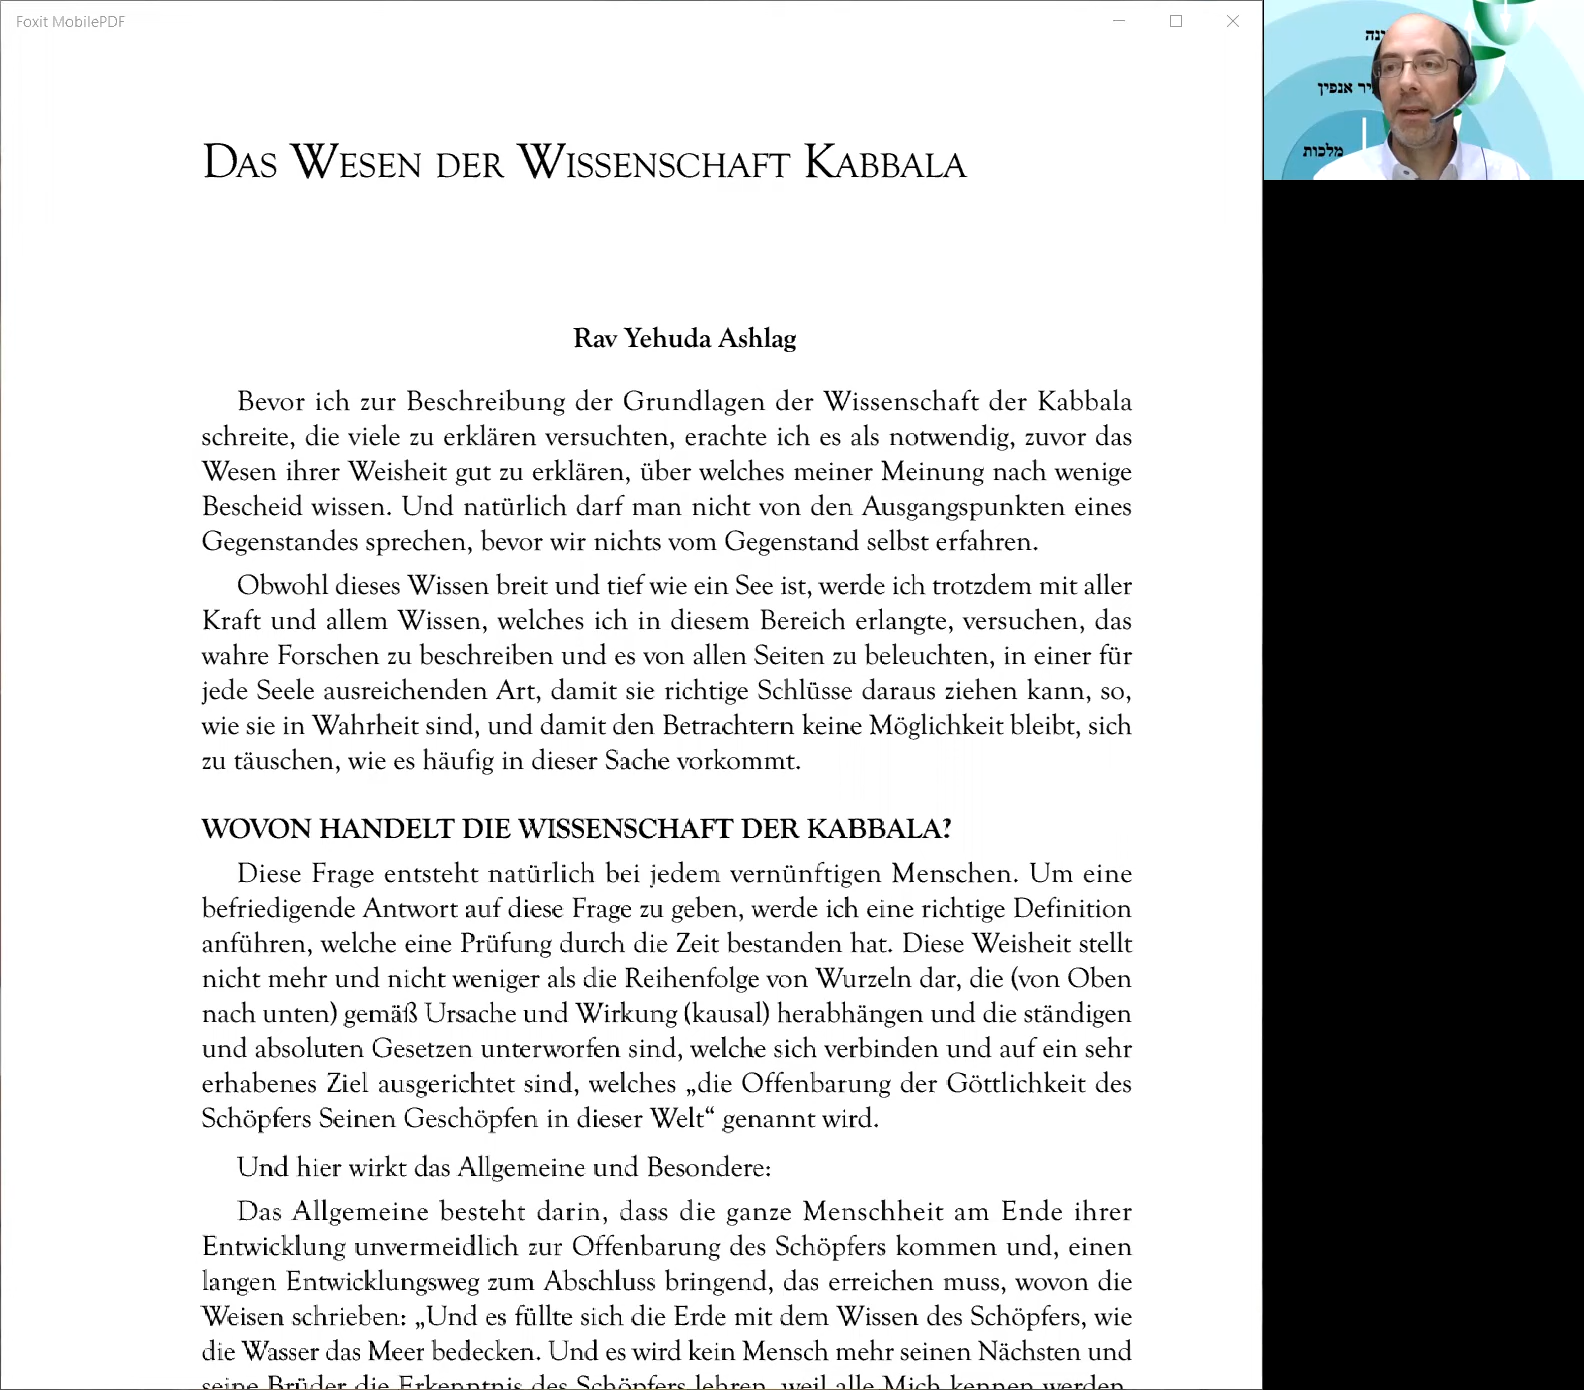 Foxit MobilePDF
Das Wesen der Wissenschaft Kabbala
Rav Yehuda Ashlag
Bevor ich zur Beschreibung der Grundlagen der Wissenschaft der Kabbala
schreite, die viele zu erklären versuchten, erachte ich es als notwendig, zuvor das
Wesen ihrer Weisheit gut zu erklären, über welches meiner Meinung nach wenige
Bescheid wissen. Und natürlich darf man nicht von den Ausgangspunkten eines
Gegenstandes sprechen, bevor wir nichts vom Gegenstand selbst erfahren.
Obwohl dieses Wissen breit und tief wie ein See ist, werde ich trotzdem mit aller
Kraft und allem Wissen, welches ich in diesem Bereich erlangte, versuchen, das
wahre Forschen zu beschreiben und es von allen Seiten zu beleuchten, in einer für
jede Seele ausreichenden Art, damit sie richtige Schlüsse daraus ziehen kann, so,
wie sie in Wahrheit sind, und damit den Betrachtern keine Möglichkeit bleibt, sich
zu täuschen, wie es häufig in dieser Sache vorkommt.
WOVON HANDELT DIE WISSENSCHAFT DER KABBALA?
Diese Frage entsteht natürlich bei jedem vernünftigen Menschen. Um eine
befriedigende Antwort auf diese Frage zu geben, werde ich eine richtige Definition
anführen, welche eine Prüfung durch die Zeit bestanden hat. Diese Weisheit stellt
nicht mehr und nicht weniger als die Reihenfolge von Wurzeln dar, die (von Oben
nach unten) gemäß Ursache und Wirkung (kausal) herabhängen und die ständigen
und absoluten Gesetzen unterworfen sind, welche sich verbinden und auf ein sehr
erhabenes Ziel ausgerichtet sind, welches „die Offenbarung der Göttlichkeit des
Schöpfers Seinen Geschöpfen in dieser Welt“ genannt wird.
Und hier wirkt das Allgemeine und Besondere:
Das Allgemeine besteht darin, dass die ganze Menschheit am Ende ihrer
Entwicklung unvermeidlich zur Offenbarung des Schöpfers kommen und, einen
langen Entwicklungsweg zum Abschluss bringend, das erreichen muss, wovon die
Weisen schrieben: „Und es füllte sich die Erde mit dem Wissen des Schöpfers, wie
die Wasser das Meer bedecken. Und es wird kein Mensch mehr seinen Nächsten und
seine Brüder die Erkenntnis des Schöpfers lehren, weil alle Mich kennen werden,
אנפין
מלכות